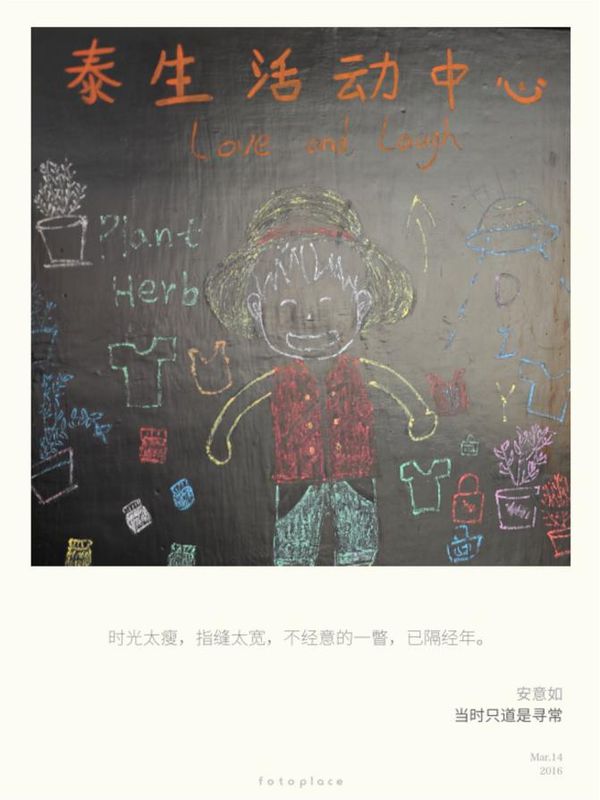 泰生活动中心
Love and Laugh
Plant
Herb
D
I
Y
时光太瘦，指缝太宽，不经意的一瞥，已隔经年。
安意如
当时只道是寻常
Mar.14
2016
fotoplace